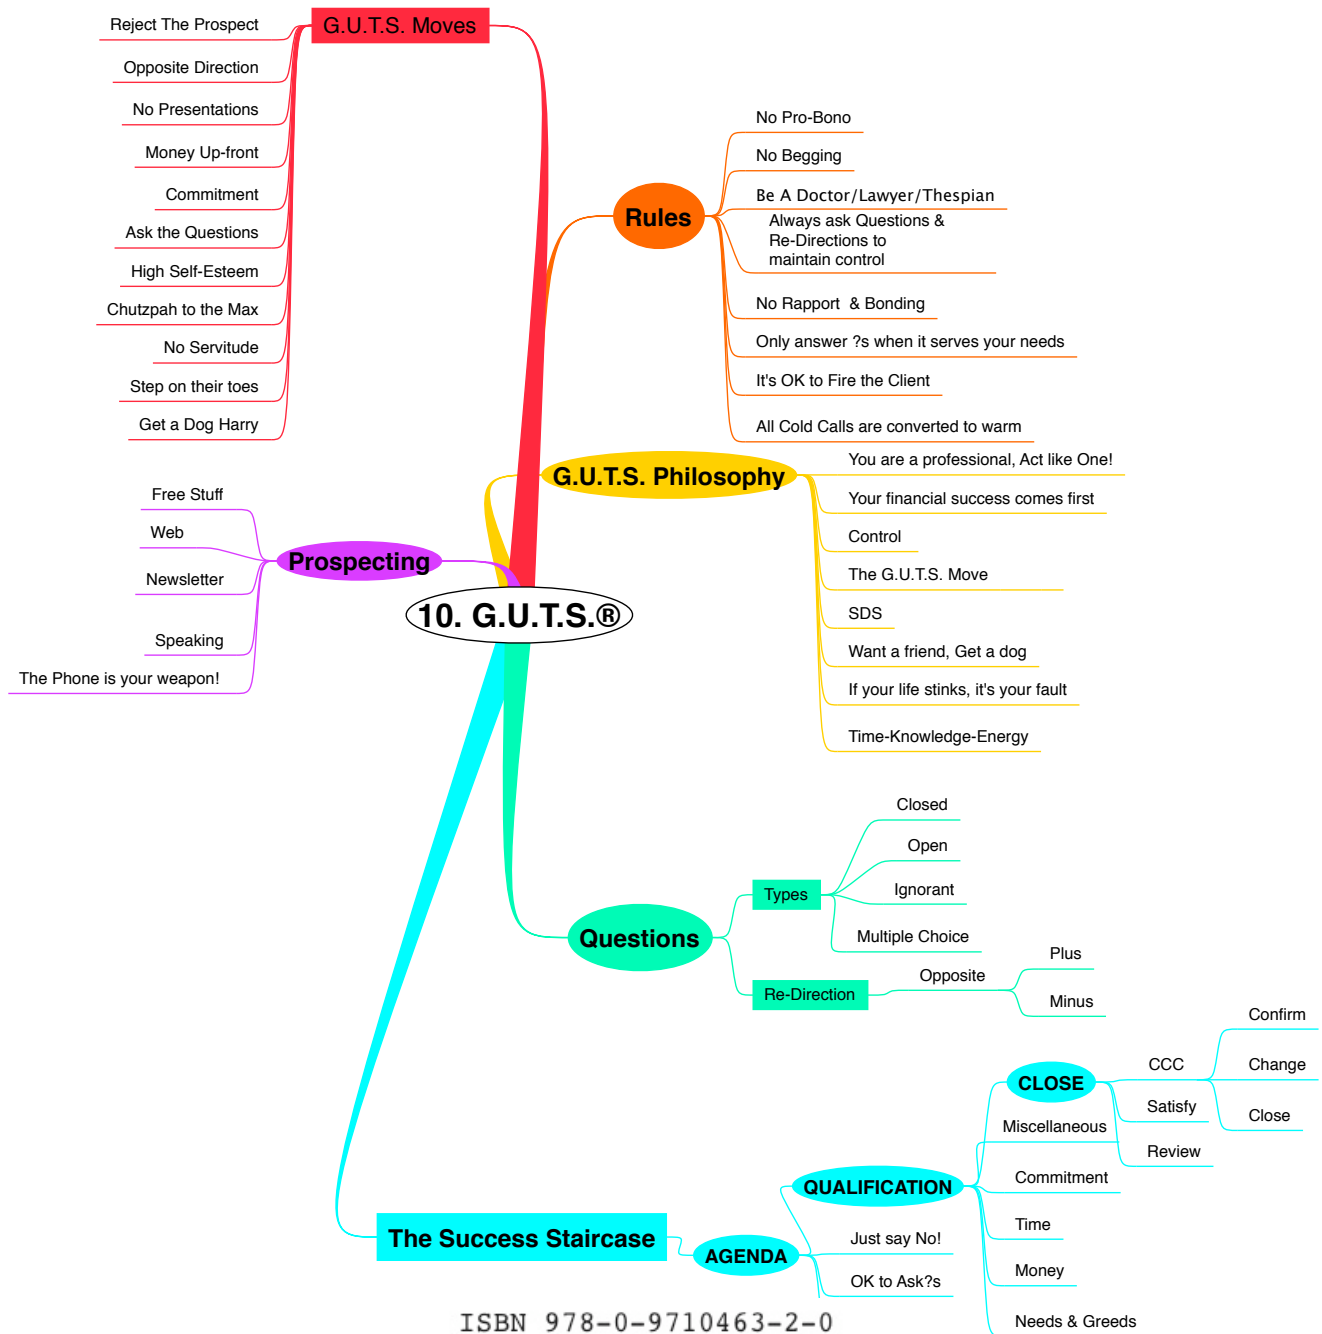 G.U.T.S. Moves
Reject The Prospect
Opposite Direction
No Presentations
Money Up-front
Commitment
Ask the Questions
High Self-Esteem
Chutzpah to the Max
No Servitude
Step on their toes
Get a Dog Harry
Rules
No Pro-Bono
No Begging
Be A Doctor/Lawyer/Thespian
Always ask Questions &
Re-Directions to
maintain control
No Rapport  & Bonding
Only answer ?s when it serves your needs
It's OK to Fire the Client
All Cold Calls are converted to warm
G.U.T.S. Philosophy
You are a professional, Act like One!
Your financial success comes first
Control
The G.U.T.S. Move
SDS
Want a friend, Get a dog
If your life stinks, it's your fault
Time-Knowledge-Energy
Prospecting
Free Stuff
Web
Newsletter
Speaking
The Phone is your weapon!
10. G.U.T.S.®
Questions
Types
Closed
Open
Ignorant
Multiple Choice
Re-Direction
Opposite
Plus
Minus
The Success Staircase
AGENDA
QUALIFICATION
CLOSE
CCC
Confirm
Change
Close
Satisfy
Review
Miscellaneous
Commitment
Time
Money
Needs & Greeds
Just say No!
OK to Ask?s
ISBN 978-0-9710463-2-0